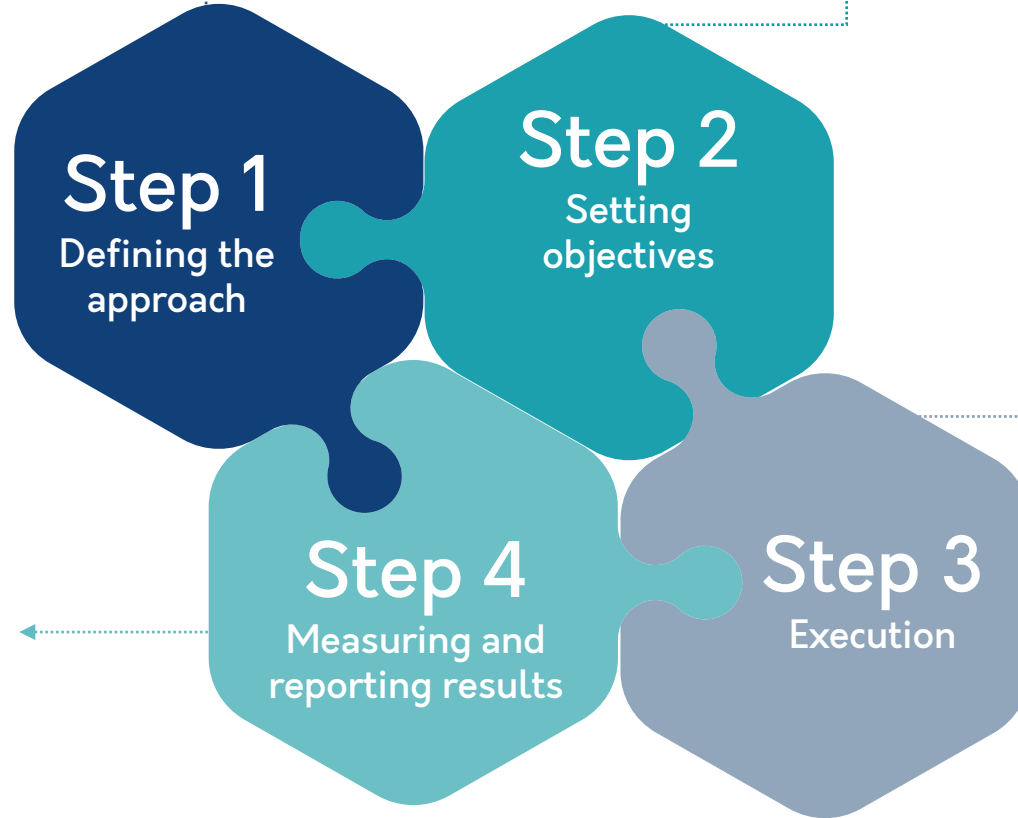 Step 1
Defining the
approach
Step 2
Setting
objectives
Step 3
Execution
Step 4
Measuring and
reporting results